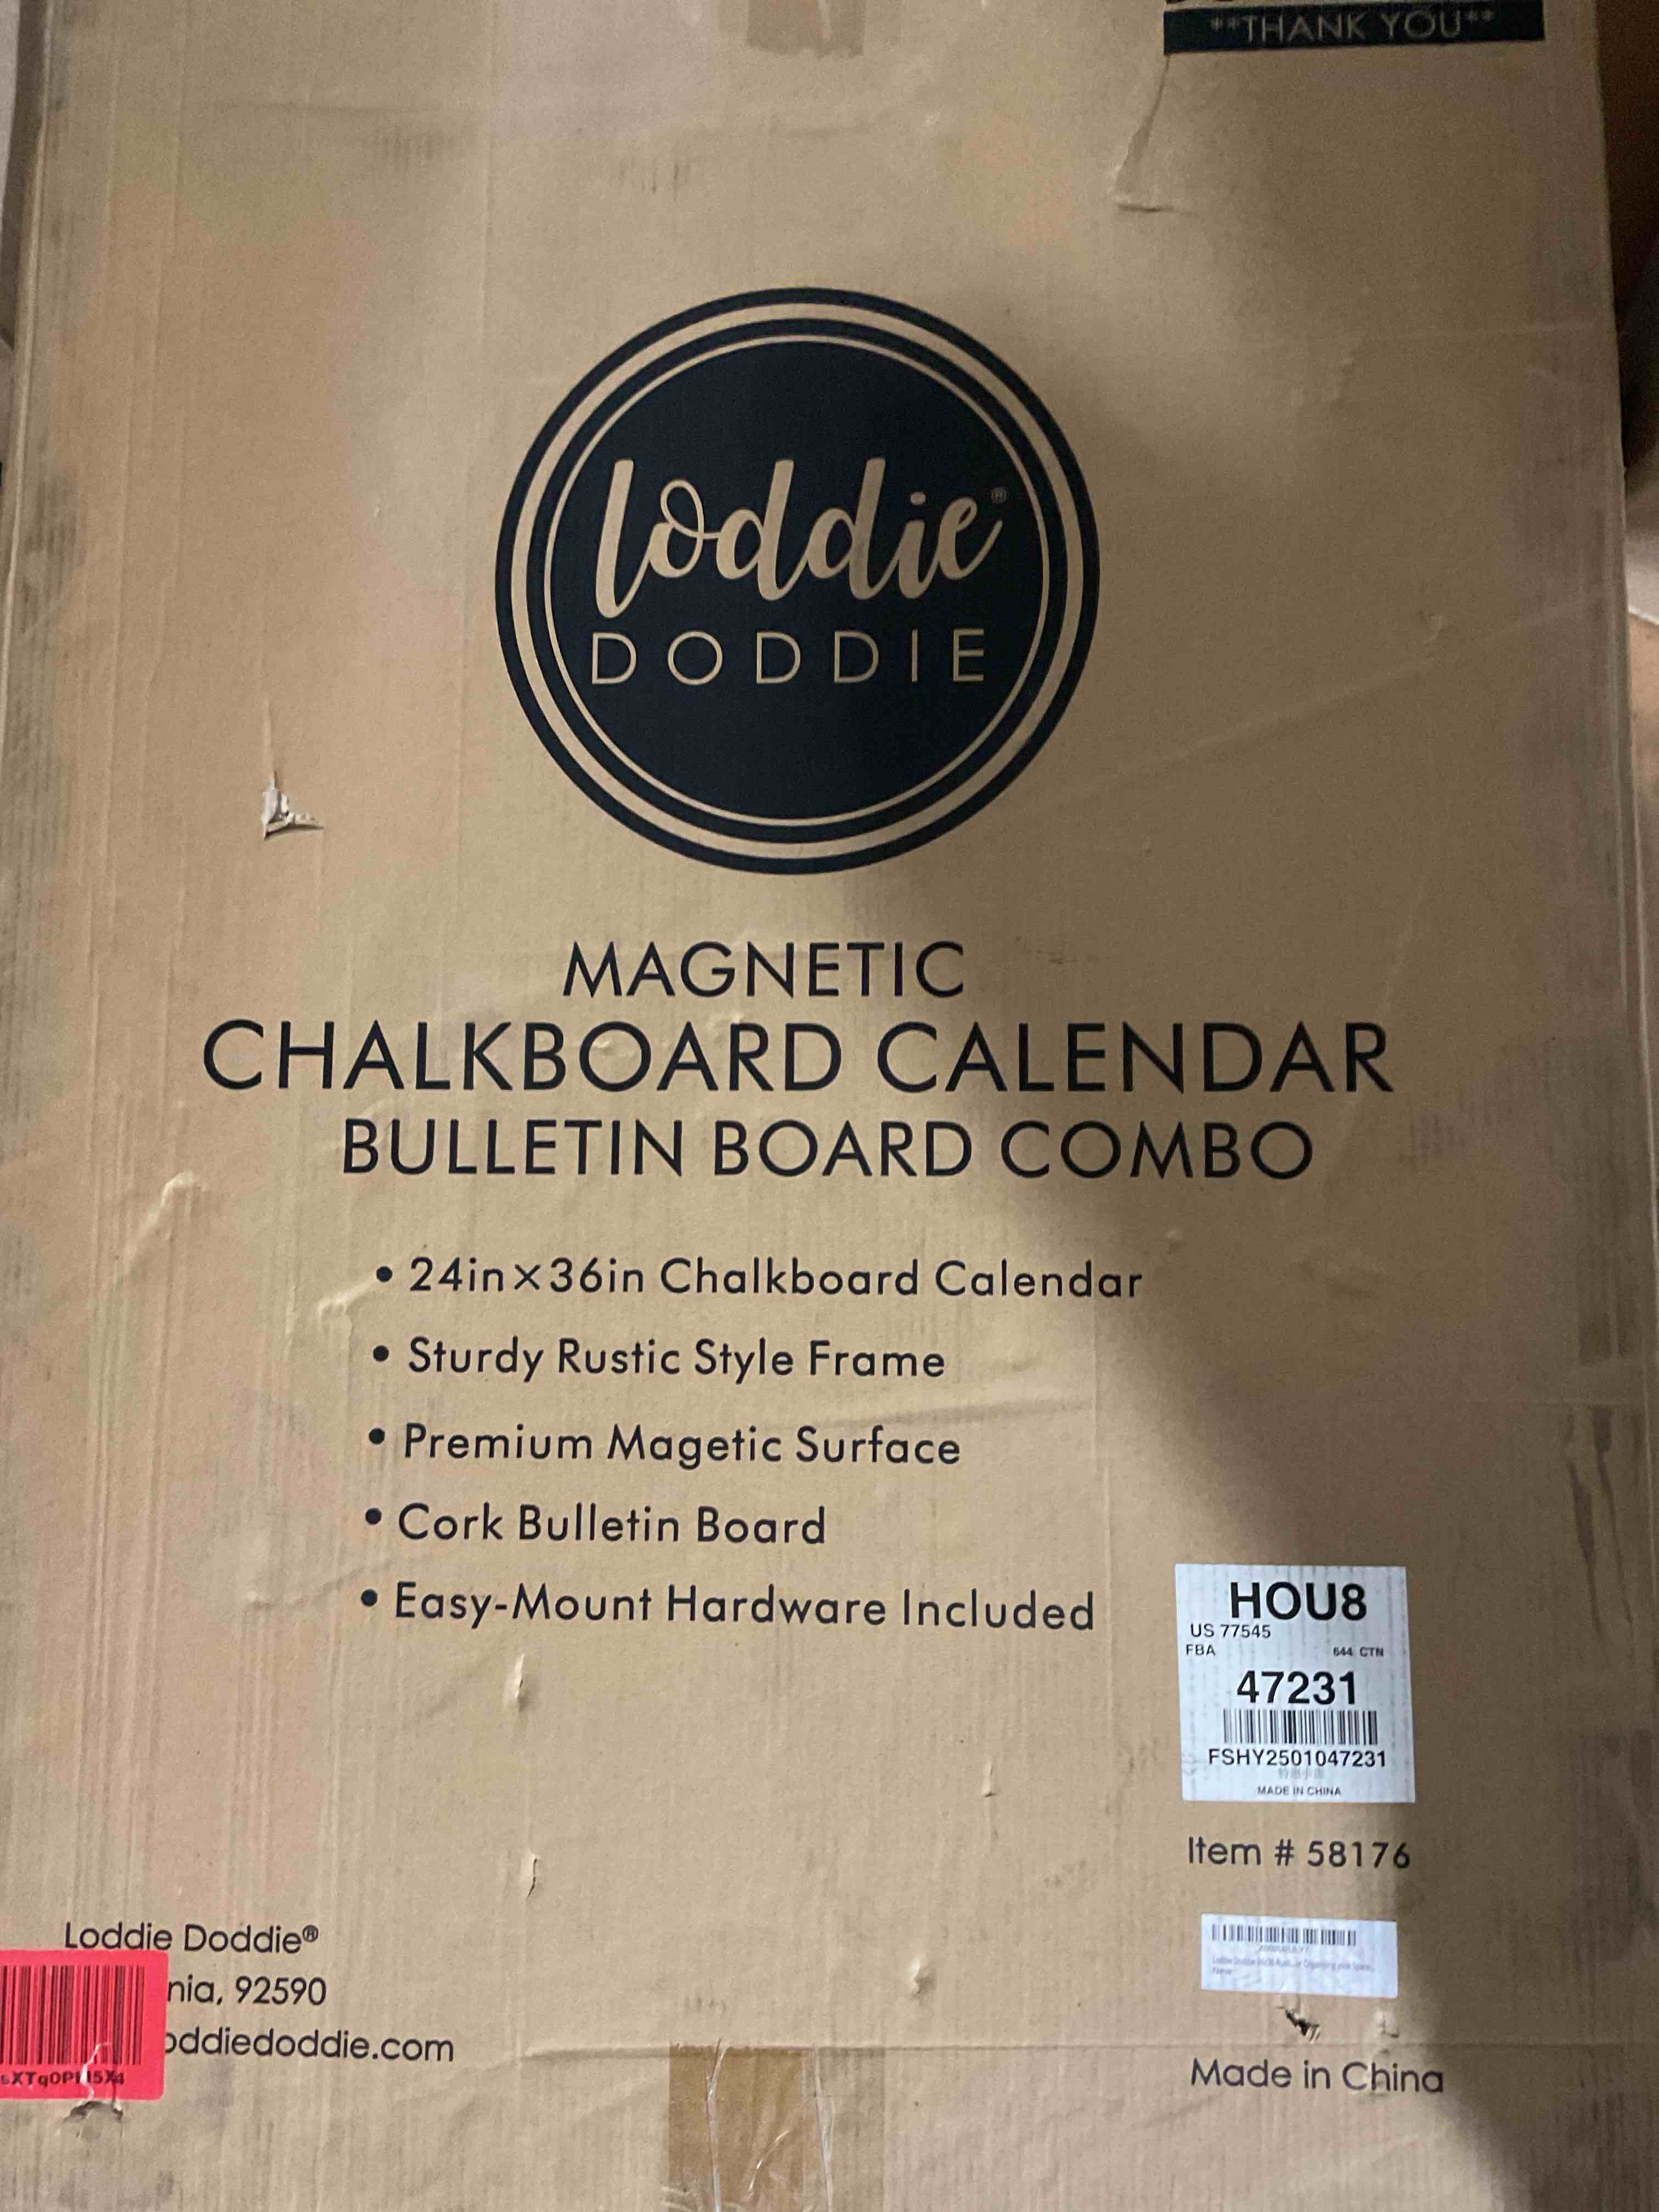 **THANK YOU**
loddie®
DODDIE
MAGNETIC
CHALKBOARD CALENDAR
BULLETIN BOARD COMBO
• 24in×36in Chalkboard Calendar
• Sturdy Rustic Style Frame
• Premium Magetic Surface
• Cork Bulletin Board
• Easy-Mount Hardware Included
HOU8
US 77545
FBA 644 CTN
47231
FSHY2501047231
MADE IN CHINA
Item # 58176
Loddie Doddie®
nia, 92590
oddiedoddie.com
Made in China